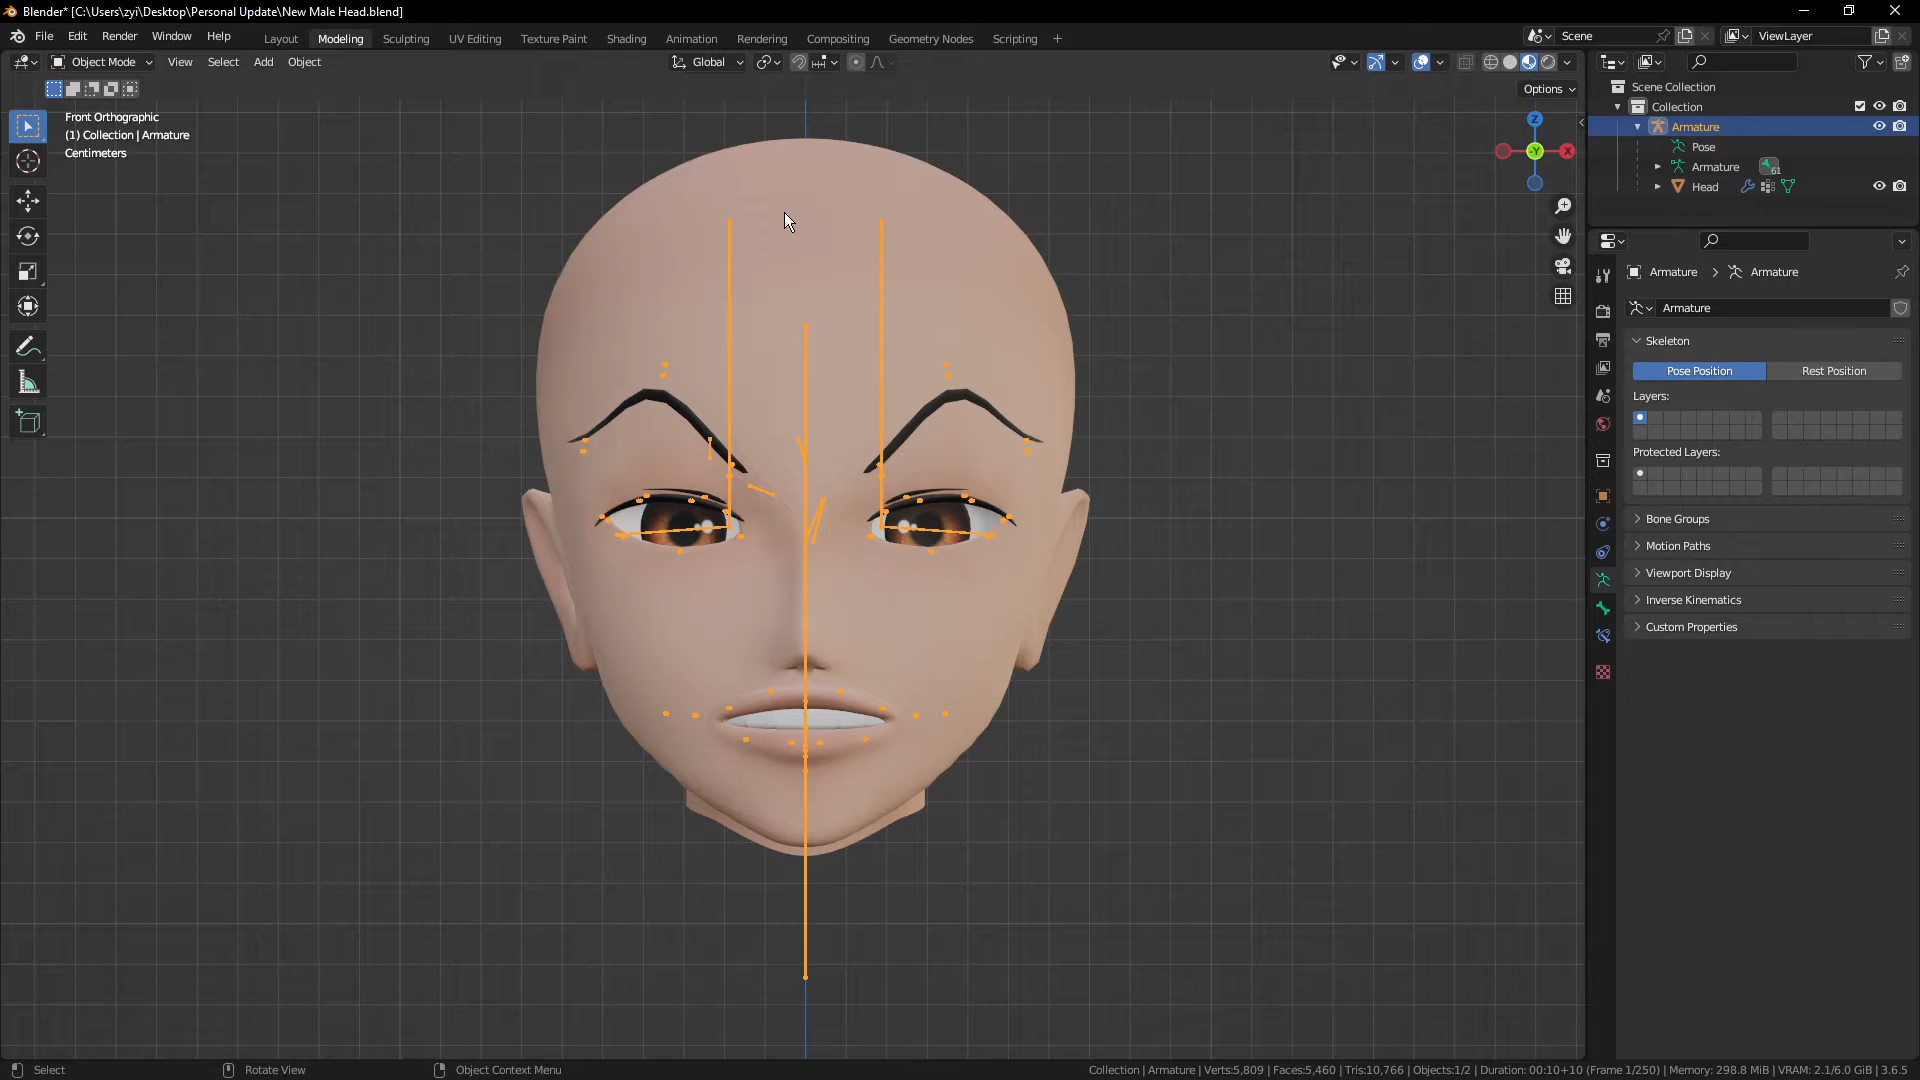 Blender* [C:\Users\zyi\Desktop\Personal Update\New Male Head.blend]
File Edit Render Window Help
Layout Modeling Sculpting UV Editing Texture Paint Shading Animation Rendering Compositing Geometry Nodes Scripting +
Scene
ViewLayer
Object Mode View Select Add Object
Global
Options
Front Orthographic
(1) Collection | Armature
Centimeters
Z
-Y
X
Scene Collection
Collection
Armature
Pose
Armature
61
Head
Armature > Armature
Armature
Skeleton
Pose Position Rest Position
Layers:
Protected Layers:
Bone Groups
Motion Paths
Viewport Display
Inverse Kinematics
Custom Properties
Select Rotate View Object Context Menu
Collection | Armature | Verts:5,809 | Faces:5,460 | Tris:10,766 | Objects:1/2 | Duration: 00:10+10 (Frame 1/250) | Memory: 298.8 MiB | VRAM: 2.1/6.0 GiB | 3.6.5